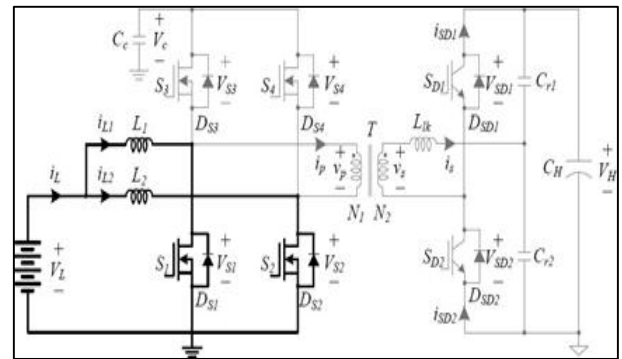 C_c + V_c −
S_3 + V_S3 − D_S3
S_4 + V_S4 − D_S4
i_SD1
S_D1 + V_SD1 − D_SD1
C_r1
i_L1 L_1
i_L i_L2 L_2
i_p + v_p − N_1
T
N_2 + v_s −
L_lk i_s
C_H + V_H −
+ V_L −
S_1 + V_S1 − D_S1
S_2 + V_S2 − D_S2
S_D2 + V_SD2 − D_SD2
C_r2
i_SD2